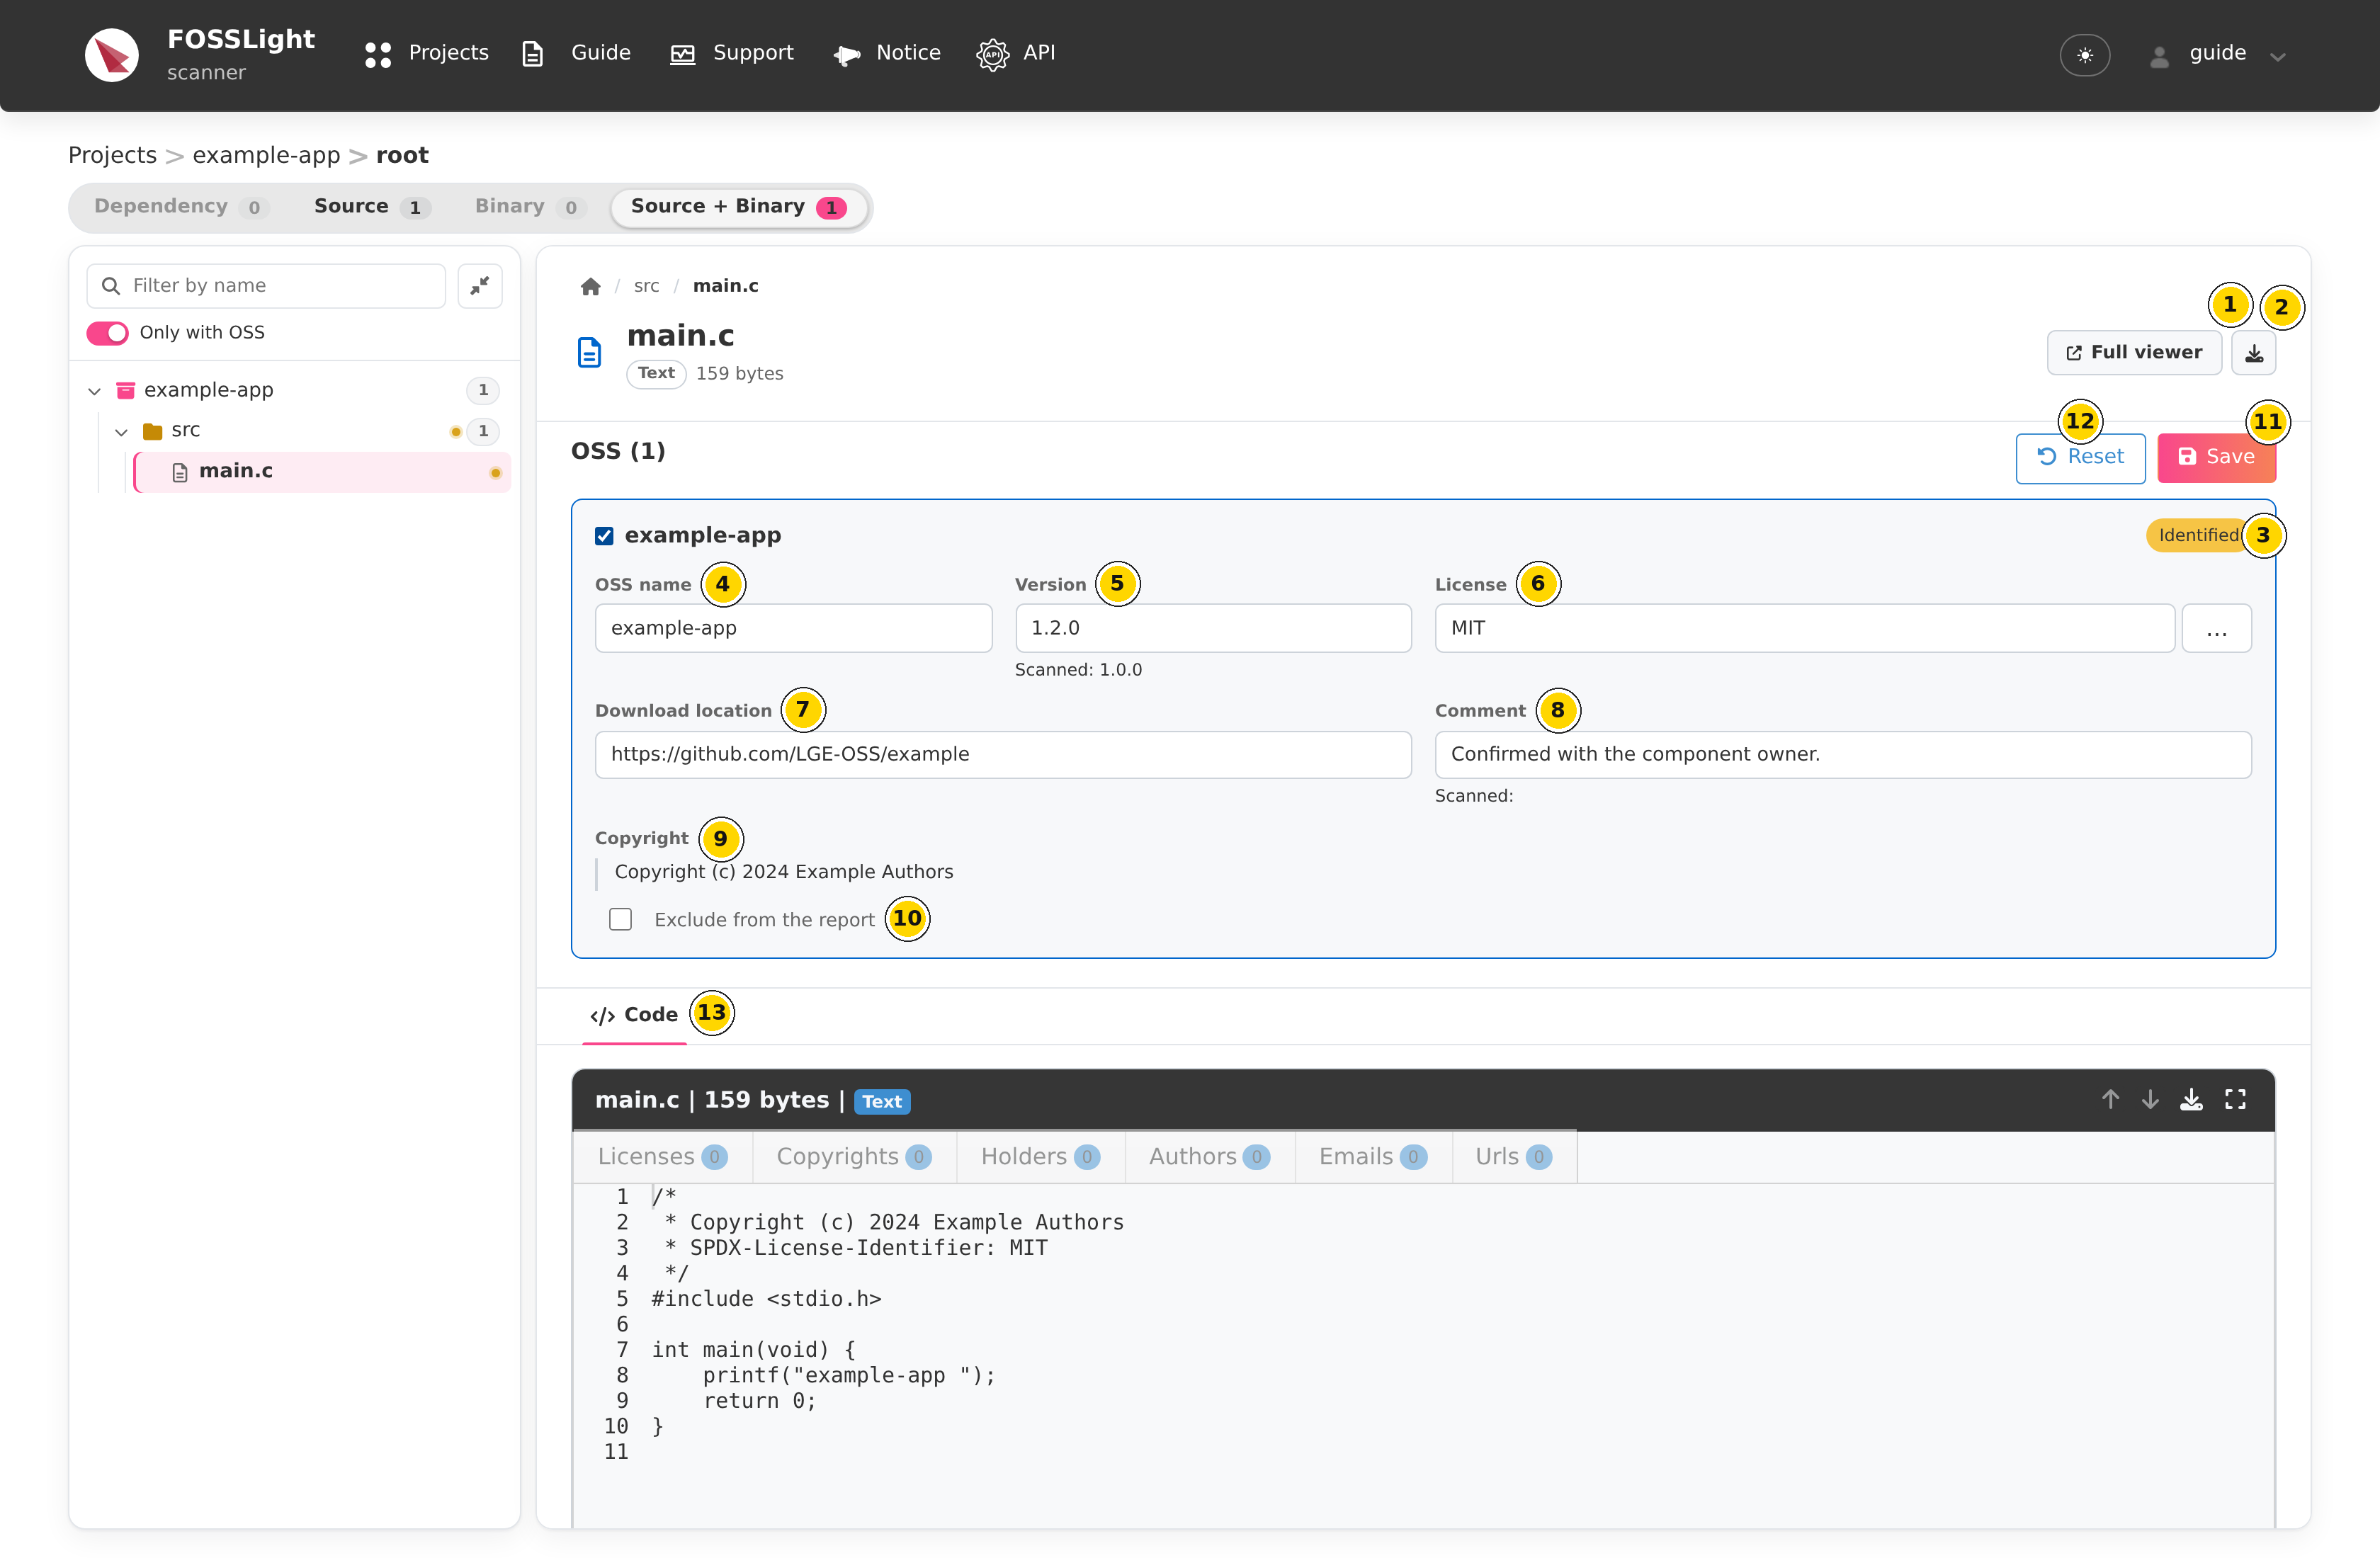 FOSSLight
scanner
Projects
Guide
Support
Notice
API
API
guide
Projects > example-app > root
Dependency 0
Source 1
Binary 0
Source + Binary 1
Filter by name
Only with OSS
example-app 1
src 1
main.c
/ src / main.c
main.c
Text 159 bytes
1
2
Full viewer
OSS (1)
12
11
Reset
Save
example-app
Identified 3
OSS name 4
Version 5
License 6
example-app
1.2.0
MIT
...
Scanned: 1.0.0
Download location 7
Comment 8
https://github.com/LGE-OSS/example
Confirmed with the component owner.
Scanned:
Copyright 9
Copyright (c) 2024 Example Authors
Exclude from the report 10
</> Code 13
main.c | 159 bytes | Text
Licenses 0
Copyrights 0
Holders 0
Authors 0
Emails 0
Urls 0
1 /*
2  * Copyright (c) 2024 Example Authors
3  * SPDX-License-Identifier: MIT
4  */
5 #include <stdio.h>
6
7 int main(void) {
8     printf("example-app ");
9     return 0;
10 }
11